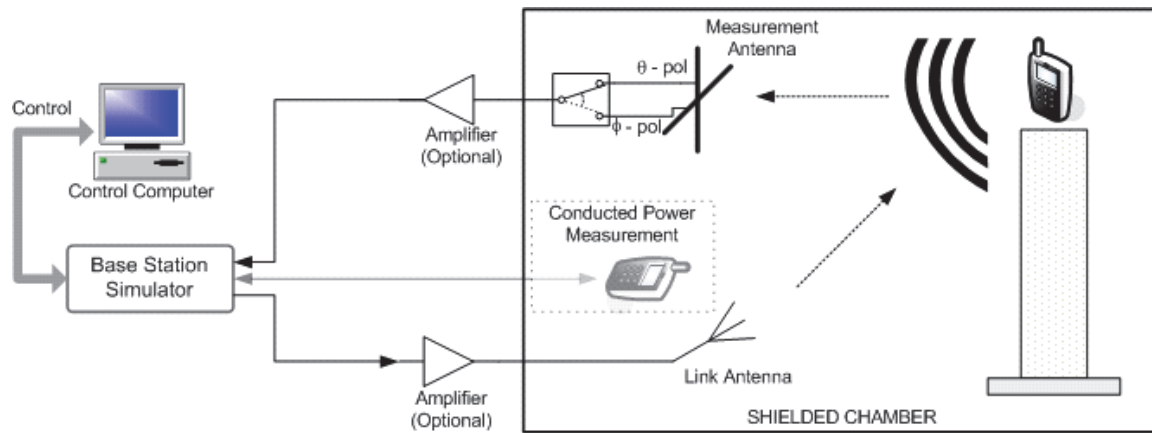 Measurement
Antenna
θ - pol
Control
ϕ - pol
Amplifier
(Optional)
Control Computer
Conducted Power
Measurement
Base Station
Simulator
Link Antenna
Amplifier
(Optional)
SHIELDED CHAMBER